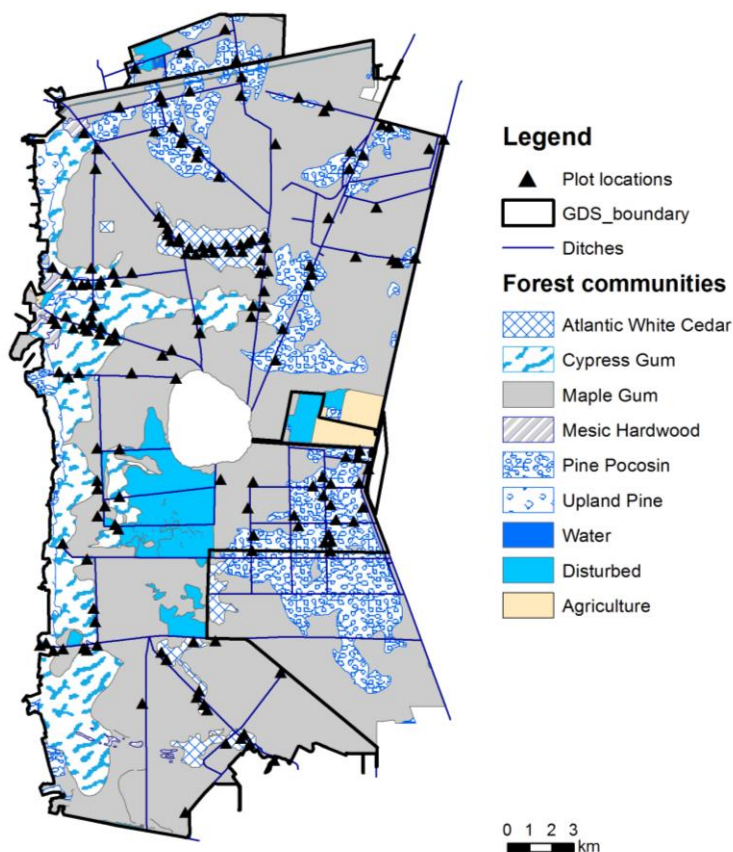 Legend
Plot locations
GDS_boundary
Ditches
Forest communities
Atlantic White Cedar
Cypress Gum
Maple Gum
Mesic Hardwood
Pine Pocosin
Upland Pine
Water
Disturbed
Agriculture
0 1 2 3
km